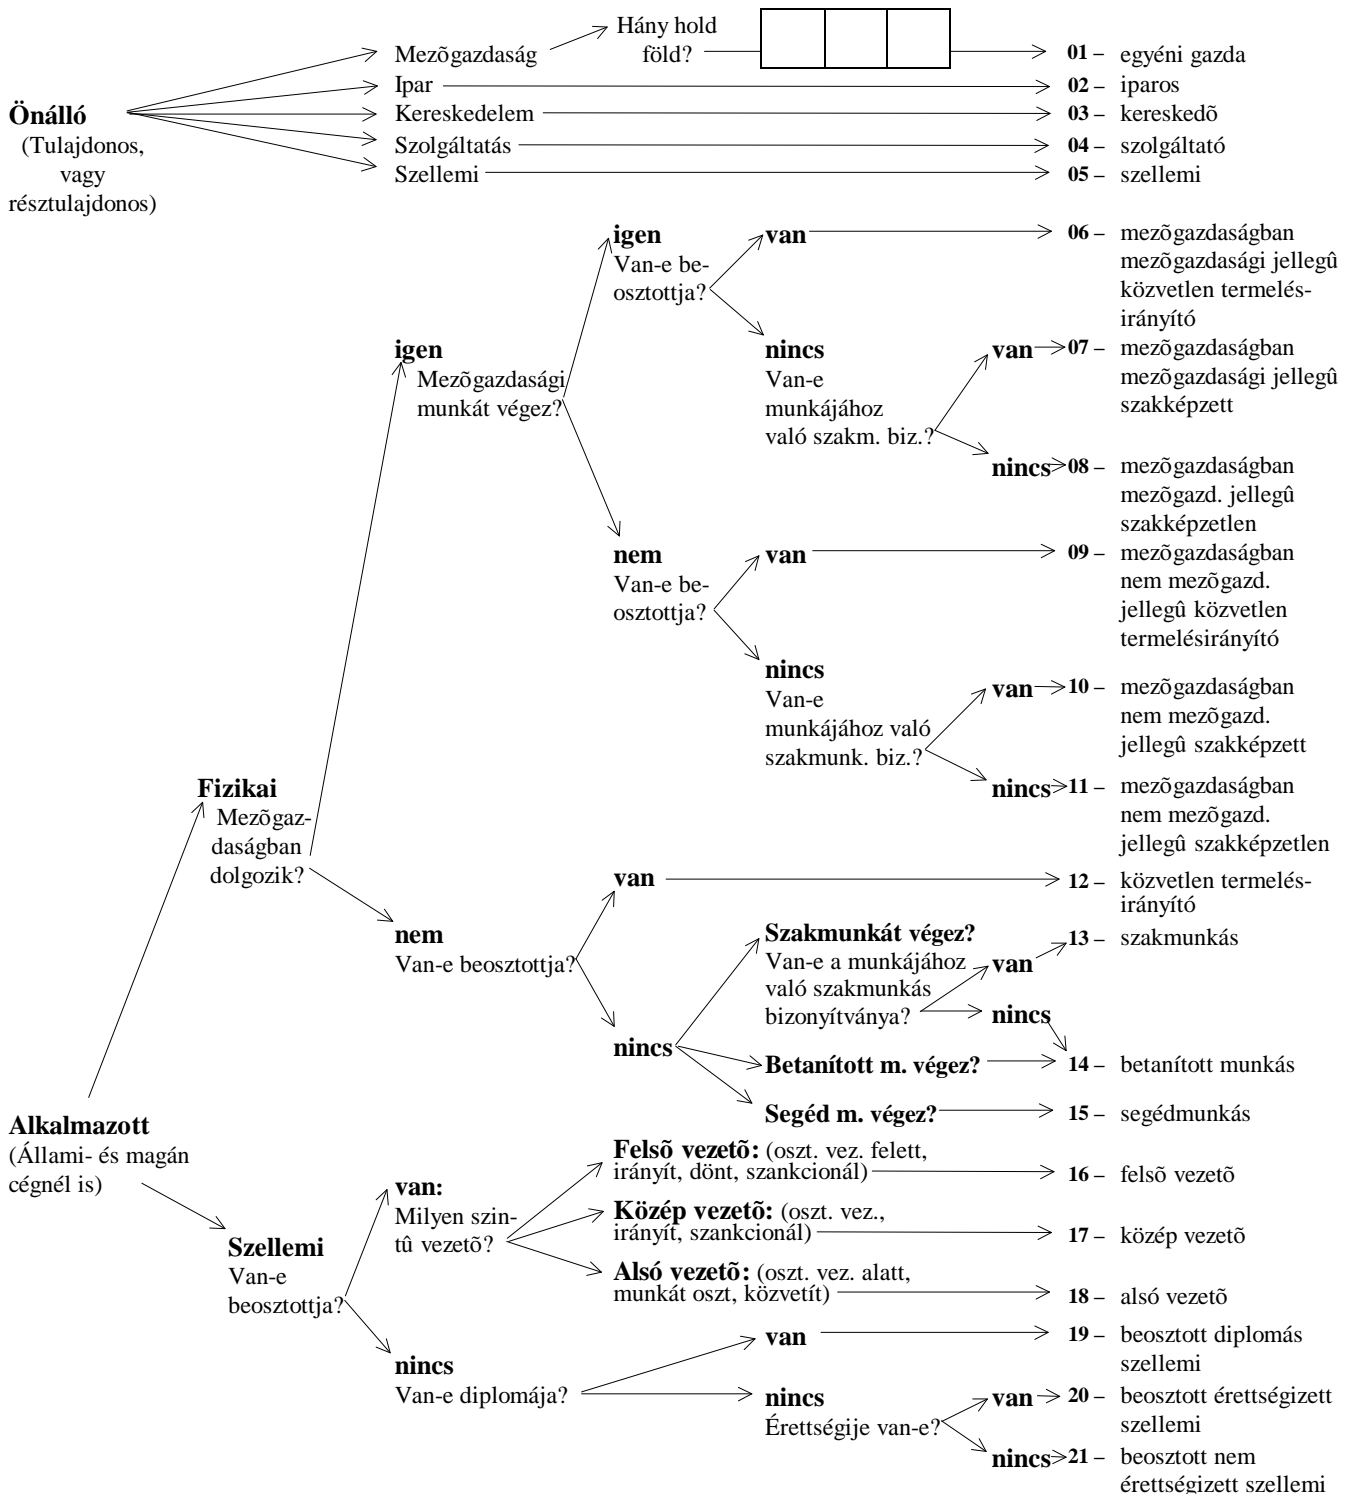 Önálló
(Tulajdonos,
vagy
résztulajdonos)
Mezõgazdaság
Hány hold
föld?
01 – egyéni gazda
Ipar
02 – iparos
Kereskedelem
03 – kereskedõ
Szolgáltatás
04 – szolgáltató
Szellemi
05 – szellemi
Alkalmazott
(Állami- és magán
cégnél is)
Fizikai
Mezõgaz-
daságban
dolgozik?
igen
Mezõgazdasági
munkát végez?
igen
Van-e be-
osztottja?
van
06 – mezõgazdaságban
mezõgazdasági jellegû
közvetlen termelés-
irányító
nincs
Van-e
munkájához
való szakm. biz.?
van
07 – mezõgazdaságban
mezõgazdasági jellegû
szakképzett
nincs
08 – mezõgazdaságban
mezõgazd. jellegû
szakképzetlen
nem
Van-e be-
osztottja?
van
09 – mezõgazdaságban
nem mezõgazd.
jellegû közvetlen
termelésirányító
nincs
Van-e
munkájához való
szakmunk. biz.?
van
10 – mezõgazdaságban
nem mezõgazd.
jellegû szakképzett
nincs
11 – mezõgazdaságban
nem mezõgazd.
jellegû szakképzetlen
nem
Van-e beosztottja?
van
12 – közvetlen termelés-
irányító
nincs
Szakmunkát végez?
Van-e a munkájához
való szakmunkás
bizonyítványa?
van
13 – szakmunkás
nincs
Betanított m. végez?
14 – betanított munkás
Segéd m. végez?
15 – segédmunkás
Szellemi
Van-e
beosztottja?
van:
Milyen szin-
tû vezetõ?
Felsõ vezetõ: (oszt. vez. felett,
irányít, dönt, szankcionál)
16 – felsõ vezetõ
Közép vezetõ: (oszt. vez.,
irányít, szankcionál)
17 – közép vezetõ
Alsó vezetõ: (oszt. vez. alatt,
munkát oszt, közvetít)
18 – alsó vezetõ
nincs
Van-e diplomája?
van
19 – beosztott diplomás
szellemi
nincs
Érettségije van-e?
van
20 – beosztott érettségizett
szellemi
nincs
21 – beosztott nem
érettségizett szellemi